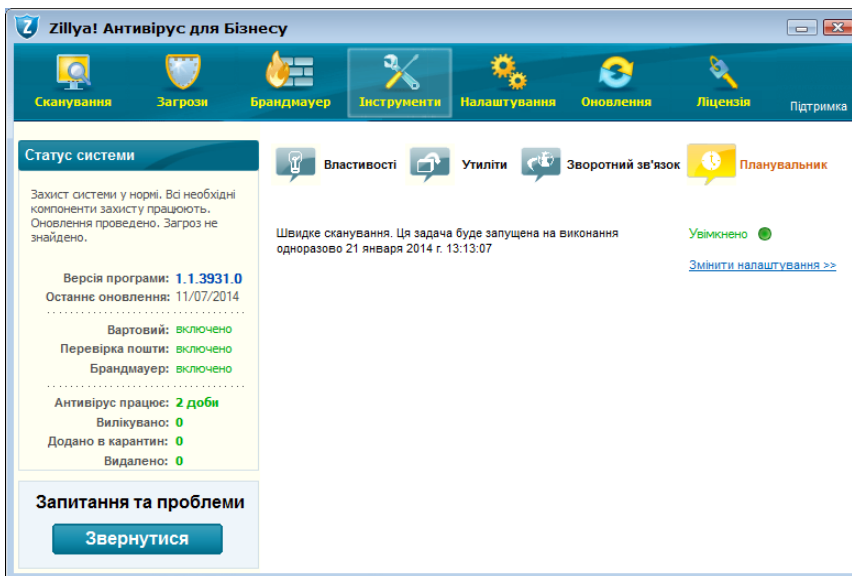 Zillya! Антивірус для Бізнесу
Сканування
Загрози
Брандмауер
Інструменти
Налаштування
Оновлення
Ліцензія
Підтримка
Статус системи
Захист системи у нормі. Всі необхідні
компоненти захисту працюють.
Оновлення проведено. Загроз не
знайдено.
Версія програми: 1.1.3931.0
Останнє оновлення: 11/07/2014
Вартовий: включено
Перевірка пошти: включено
Брандмауер: включено
Антивірус працює: 2 доби
Вилікувано: 0
Додано в карантин: 0
Видалено: 0
Запитання та проблеми
Звернутися
Властивості
Утиліти
Зворотний зв'язок
Планувальник
Швидке сканування. Ця задача буде запущена на виконання
одноразово 21 января 2014 г. 13:13:07
Увімкнено
Змінити налаштування >>